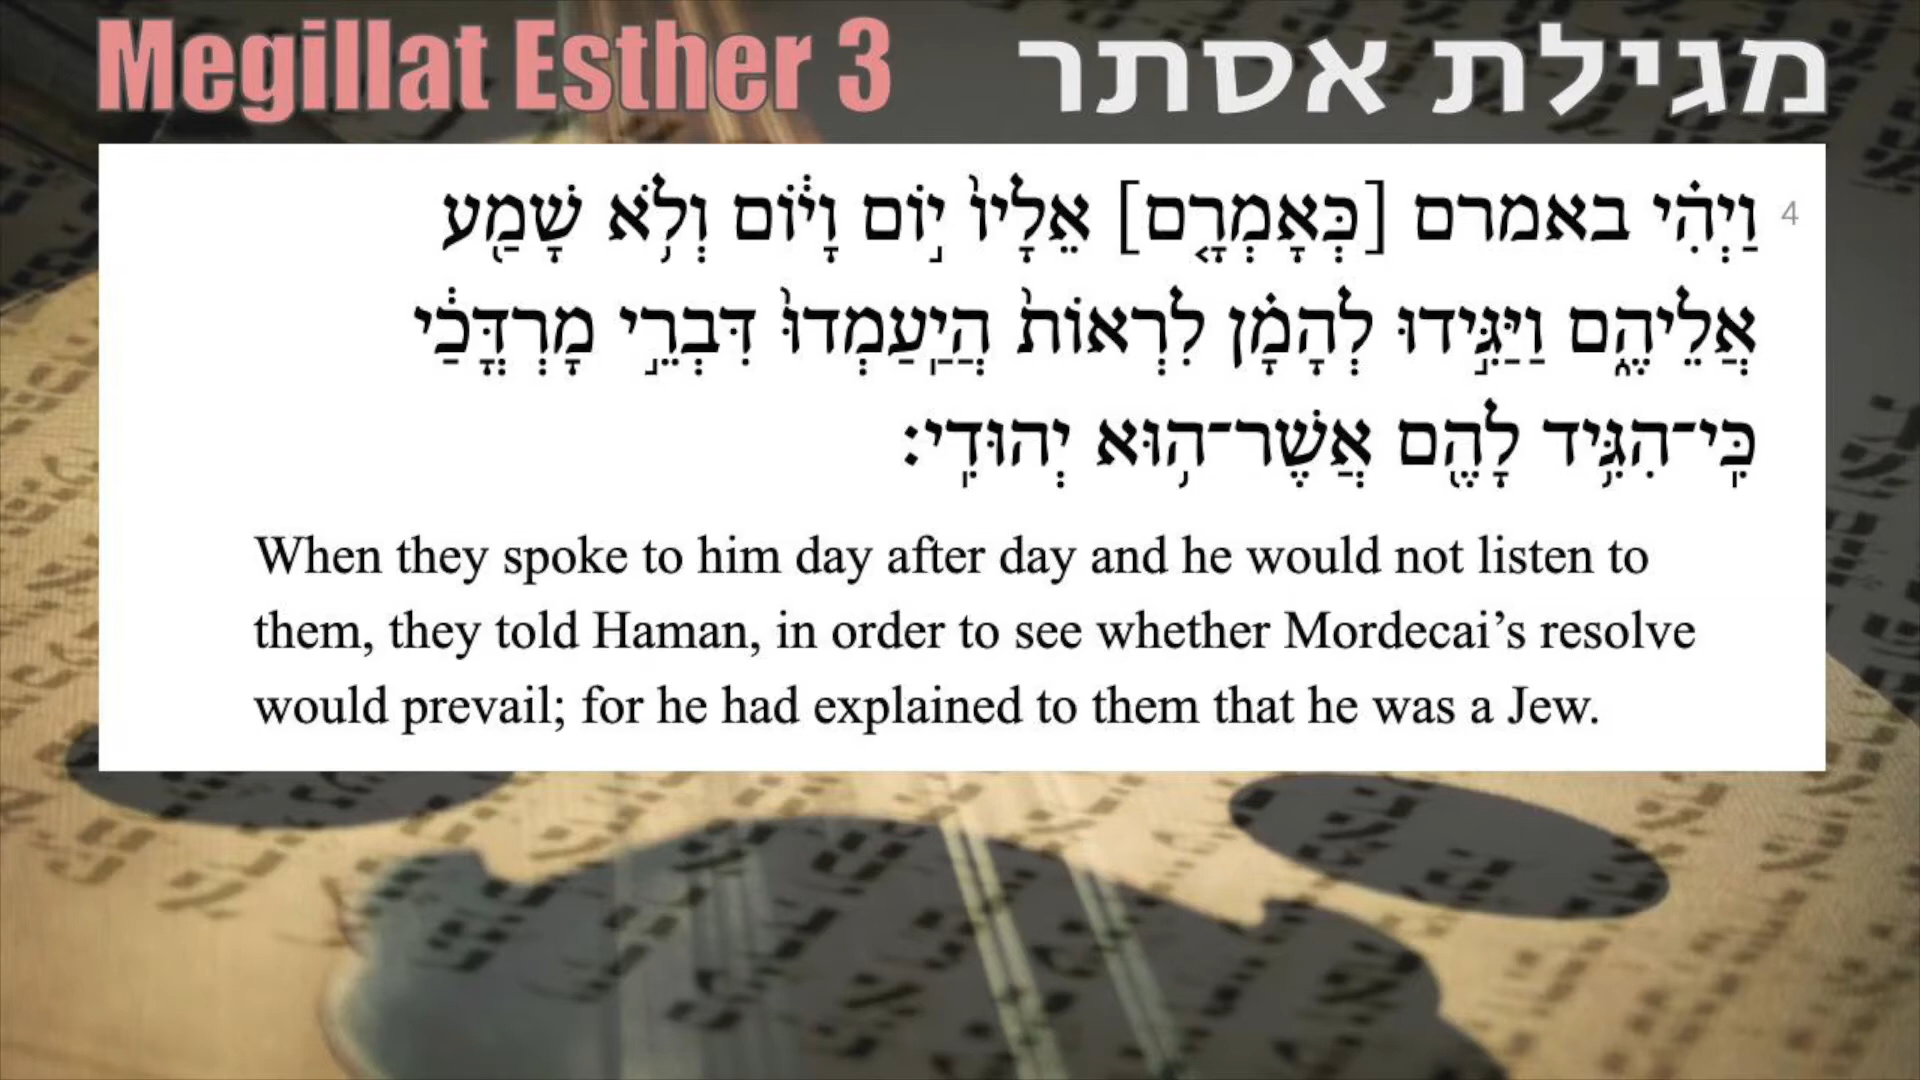 Megillat Esther 3 מגילת אסתר
4 וַיְהִ֗י באמרם [כְּאׇמְרָ֤ם] אֵלָיו֙ י֣וֹם וָי֔וֹם וְלֹ֥א שָׁמַ֖ע
אֲלֵיהֶ֑ם וַיַּגִּ֣ידוּ לְהָמָ֗ן לִרְאוֹת֙ הֲיַֽעַמְדוּ֙ דִּבְרֵ֣י מׇרְדֳּכַ֔י
כִּֽי־הִגִּ֥יד לָהֶ֖ם אֲשֶׁר־ה֥וּא יְהוּדִֽי׃
When they spoke to him day after day and he would not listen to
them, they told Haman, in order to see whether Mordecai’s resolve
would prevail; for he had explained to them that he was a Jew.